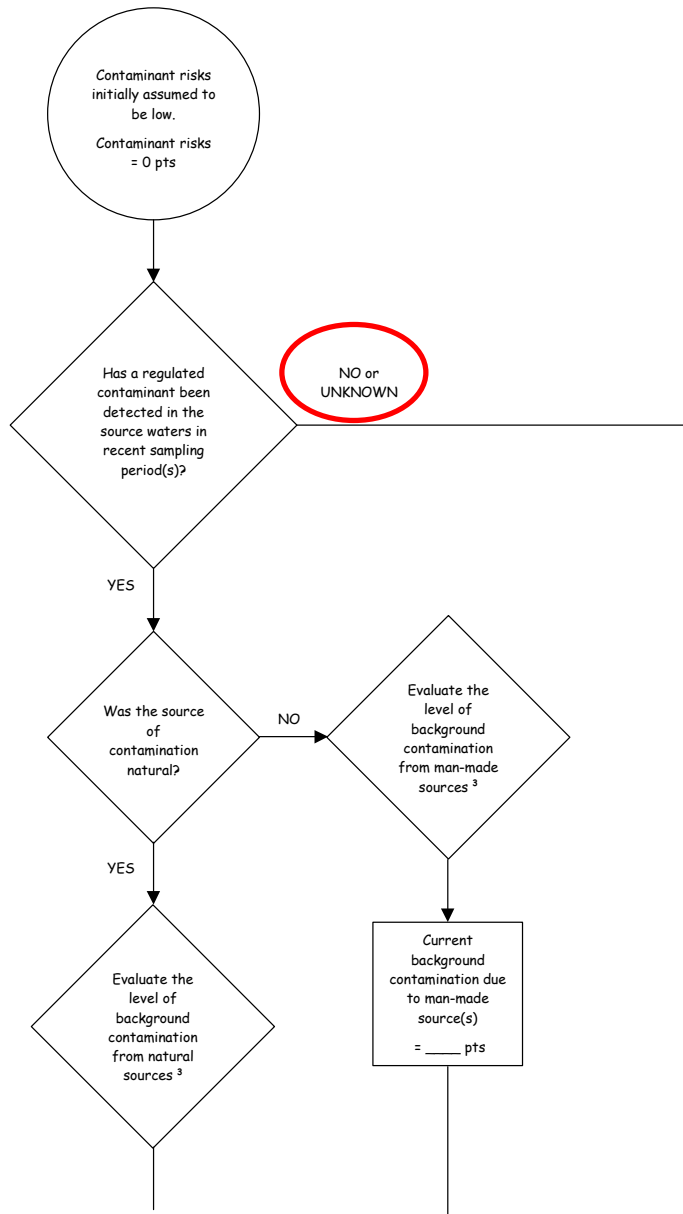 Contaminant risks
initially assumed to
be low.
Contaminant risks
= 0 pts
Has a regulated
contaminant been
detected in the
source waters in
recent sampling
period(s)?
NO or
UNKNOWN
YES
Was the source
of
contamination
natural?
NO
Evaluate the
level of
background
contamination
from man-made
sources ³
YES
Evaluate the
level of
background
contamination
from natural
sources ³
Current
background
contamination due
to man-made
source(s)
= ____ pts